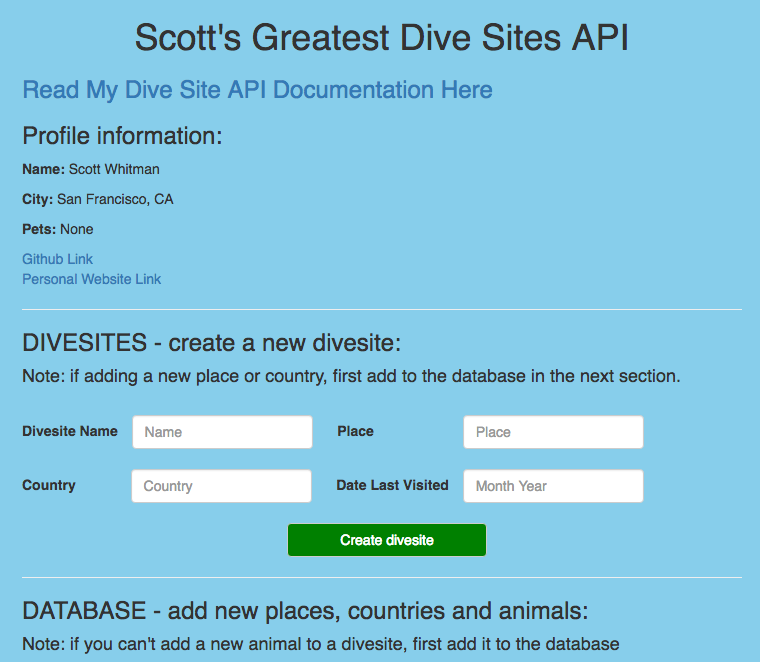 Scott's Greatest Dive Sites API
Read My Dive Site API Documentation Here
Profile information:
Name: Scott Whitman
City: San Francisco, CA
Pets: None
Github Link
Personal Website Link
DIVESITES - create a new divesite:
Note: if adding a new place or country, first add to the database in the next section.
Divesite Name Name Place Place
Country Country Date Last Visited Month Year
Create divesite
DATABASE - add new places, countries and animals:
Note: if you can't add a new animal to a divesite, first add it to the database